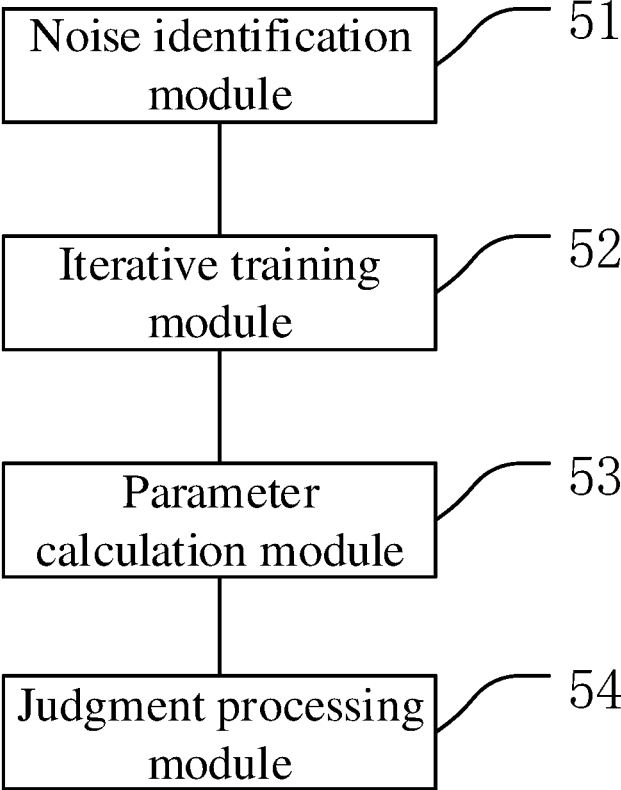 Noise identification
module
51
Iterative training
module
52
Parameter
calculation module
53
Judgment processing
module
54